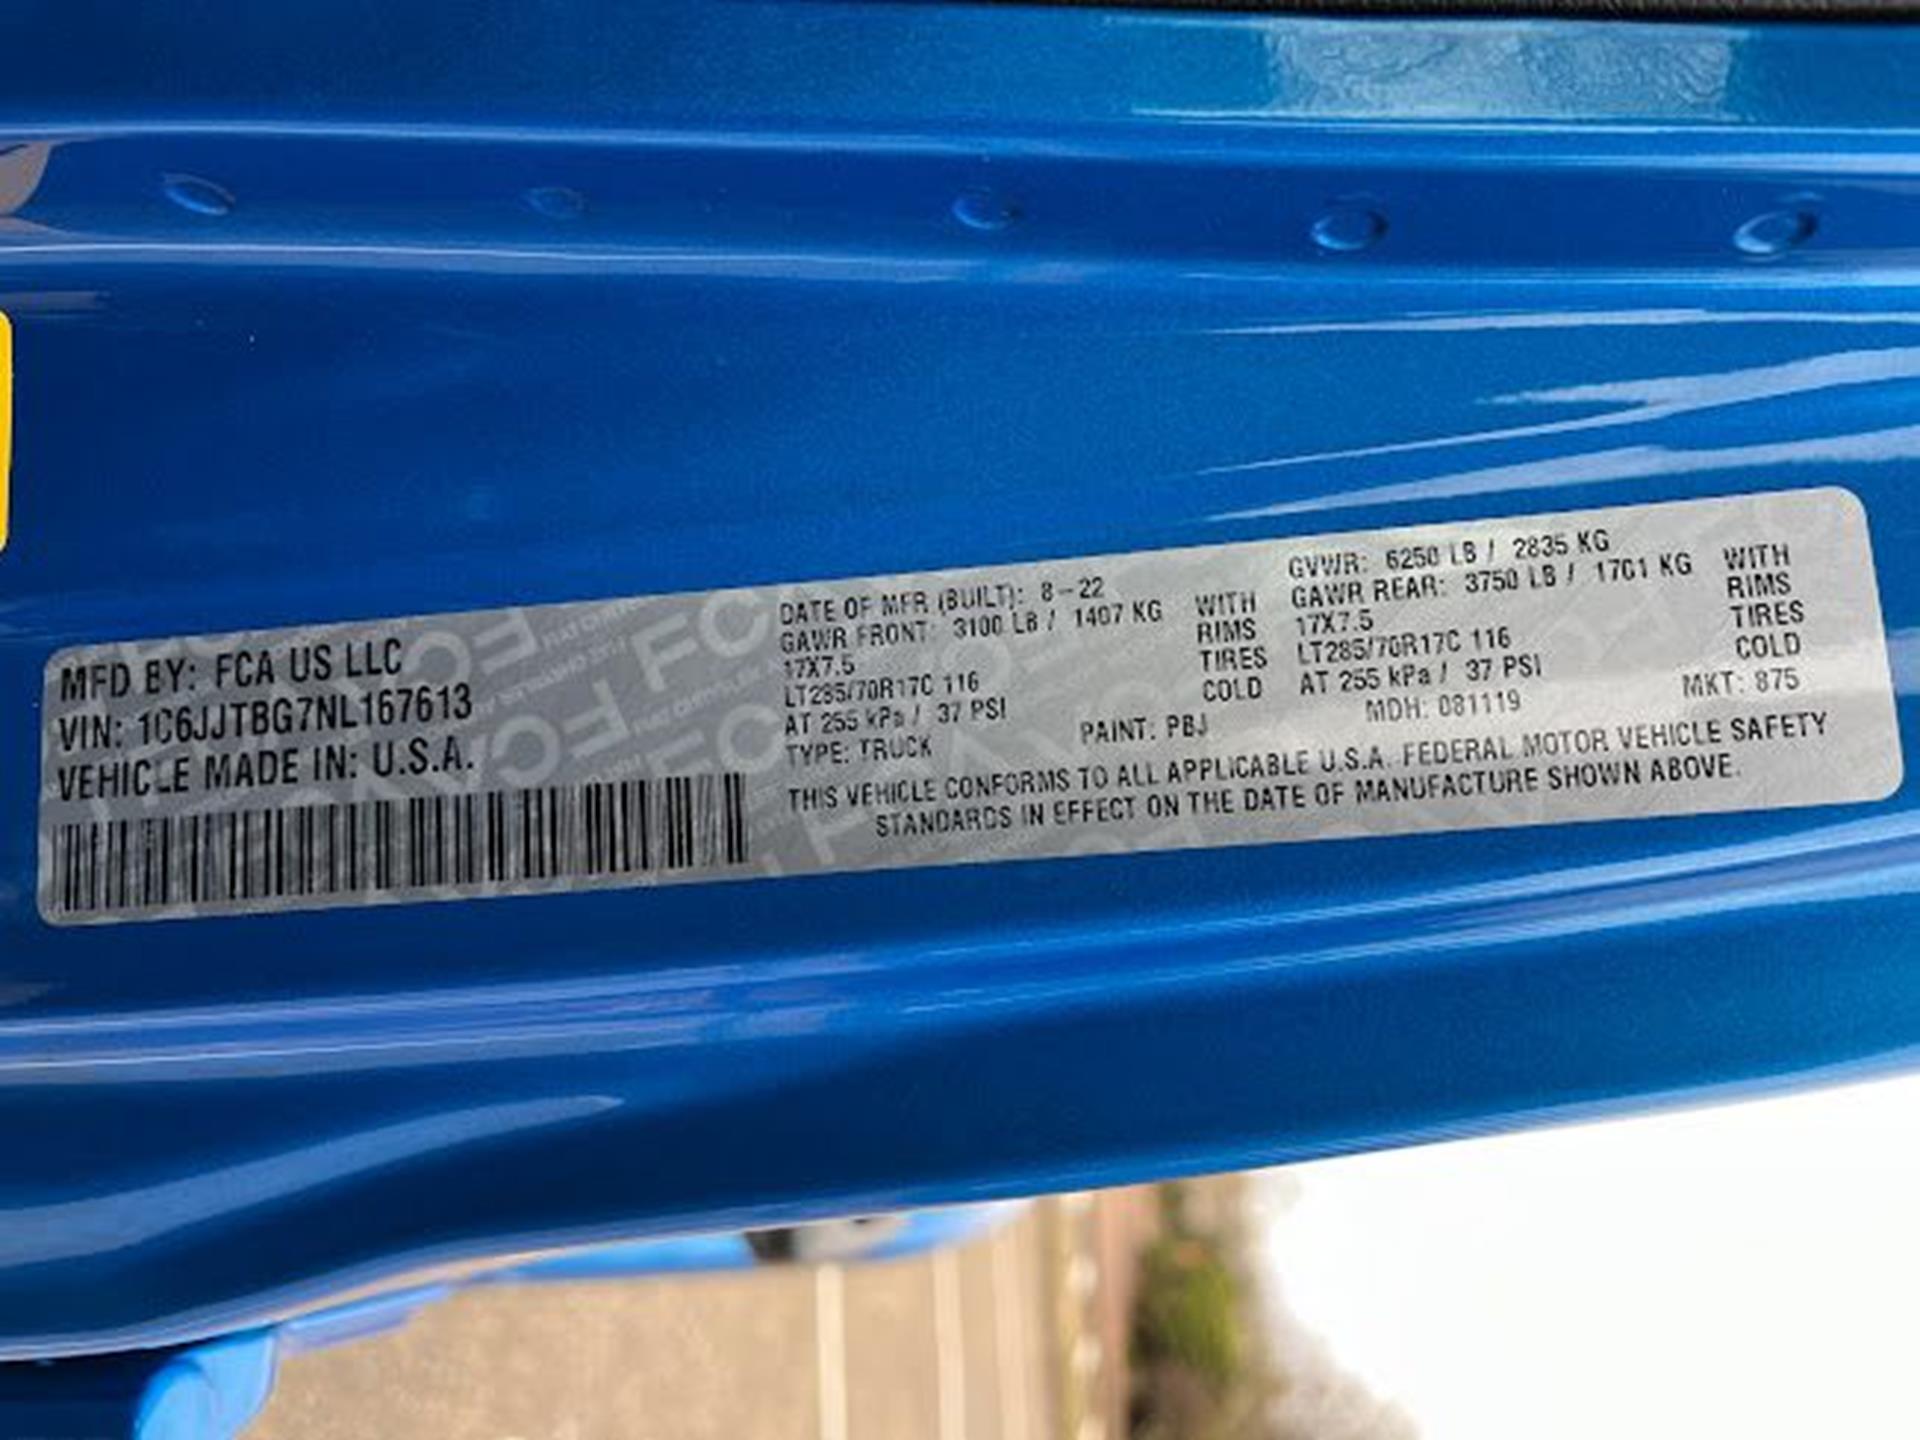 MFD BY: FCA US LLC
VIN: 1C6JJTBG7NL167613
VEHICLE MADE IN: U.S.A.
DATE OF MFR (BUILT): 8-22
GAWR FRONT: 3100 LB / 1407 KG WITH
17X7.5 RIMS
LT285/70R17C 116 TIRES
AT 255 kPa / 37 PSI COLD
TYPE: TRUCK
PAINT: PBJ
GVWR: 6250 LB / 2835 KG
GAWR REAR: 3750 LB / 1701 KG WITH
17X7.5 RIMS
LT285/70R17C 116 TIRES
AT 255 kPa / 37 PSI COLD
MDH: 081119 MKT: 875
THIS VEHICLE CONFORMS TO ALL APPLICABLE U.S.A. FEDERAL MOTOR VEHICLE SAFETY
STANDARDS IN EFFECT ON THE DATE OF MANUFACTURE SHOWN ABOVE.